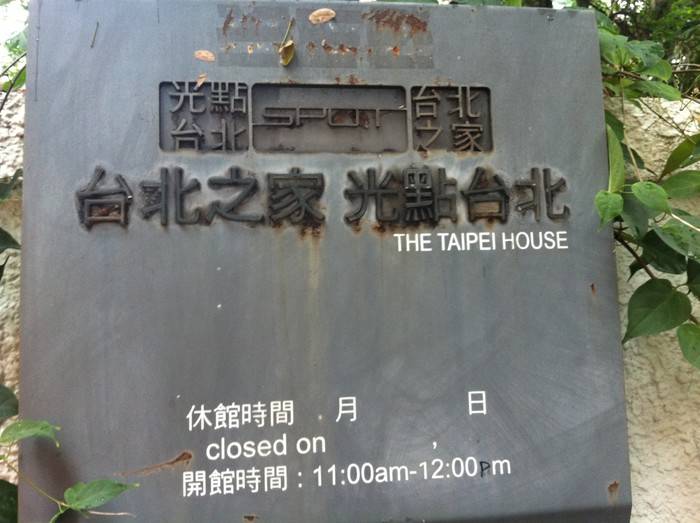 光點台北 SPOT 台北之家
台北之家 光點台北
THE TAIPEI HOUSE
休館時間 月 日
closed on ,
開館時間：11:00am-12:00pm